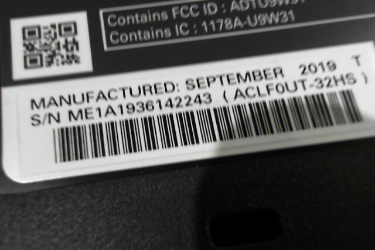 Contains FCC ID :
Contains IC : 1178A-U9W31
MANUFACTURED: SEPTEMBER 2019 T
S/N ME1A1936142243 ( ACLF0UT-32HS )